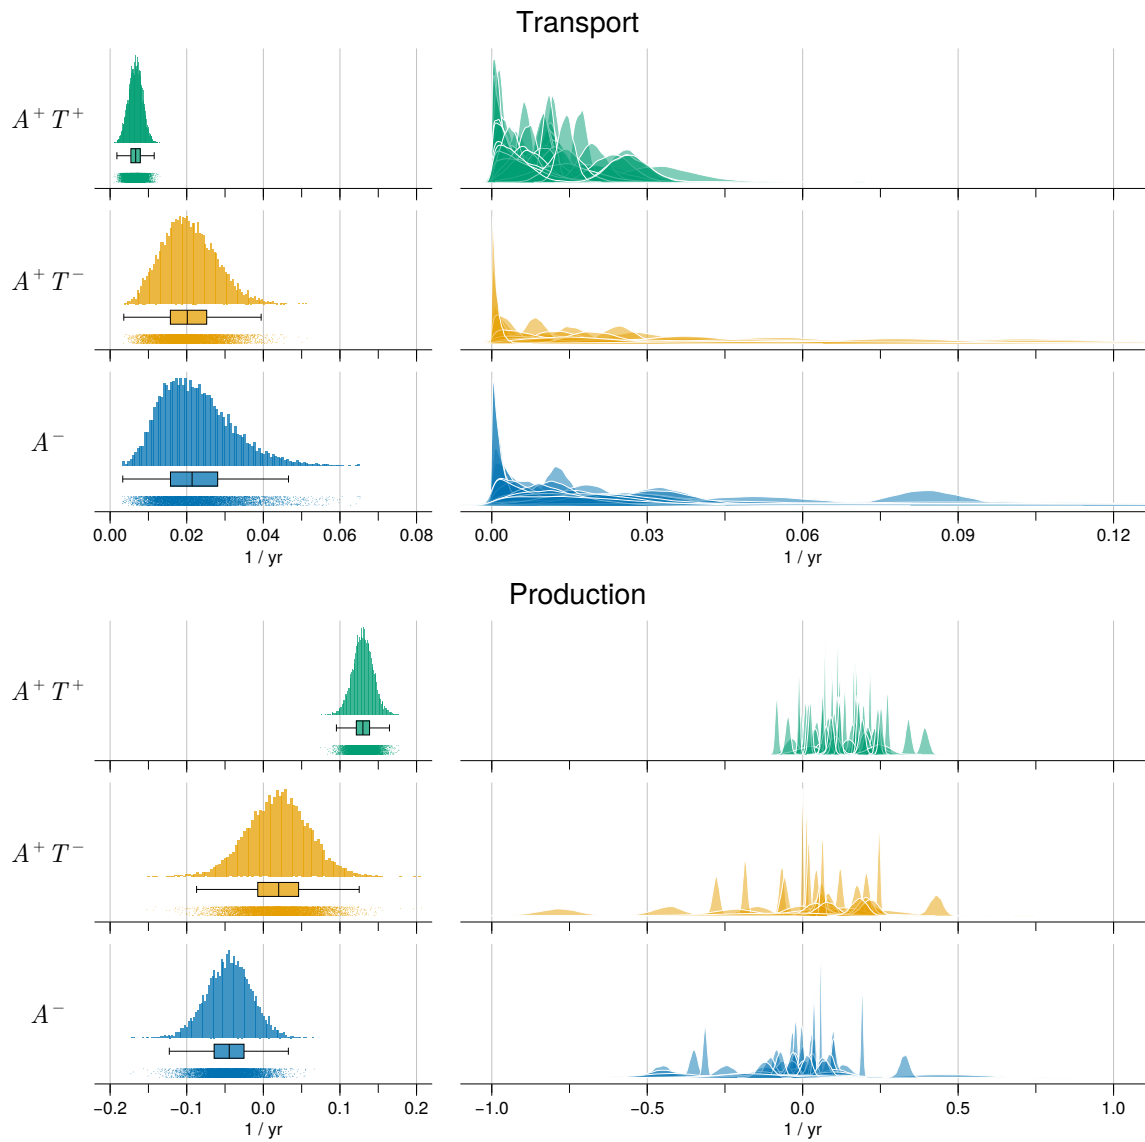 Transport
A⁺ T⁺
A⁺ T⁻
A⁻
0.00 0.02 0.04 0.06 0.08 0.00 0.03 0.06 0.09 0.12
1 / yr 1 / yr
Production
A⁺ T⁺
A⁺ T⁻
A⁻
−0.2 −0.1 0.0 0.1 0.2 −1.0 −0.5 0.0 0.5 1.0
1 / yr 1 / yr